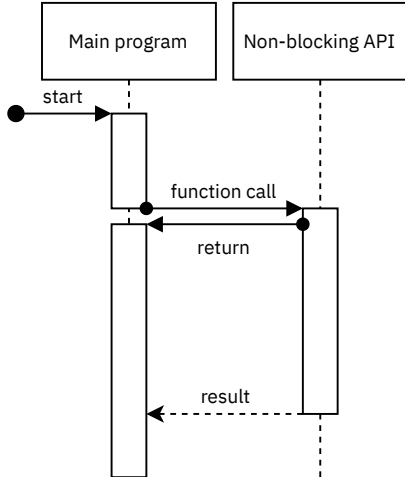 Main program
Non-blocking API
start
function call
return
result